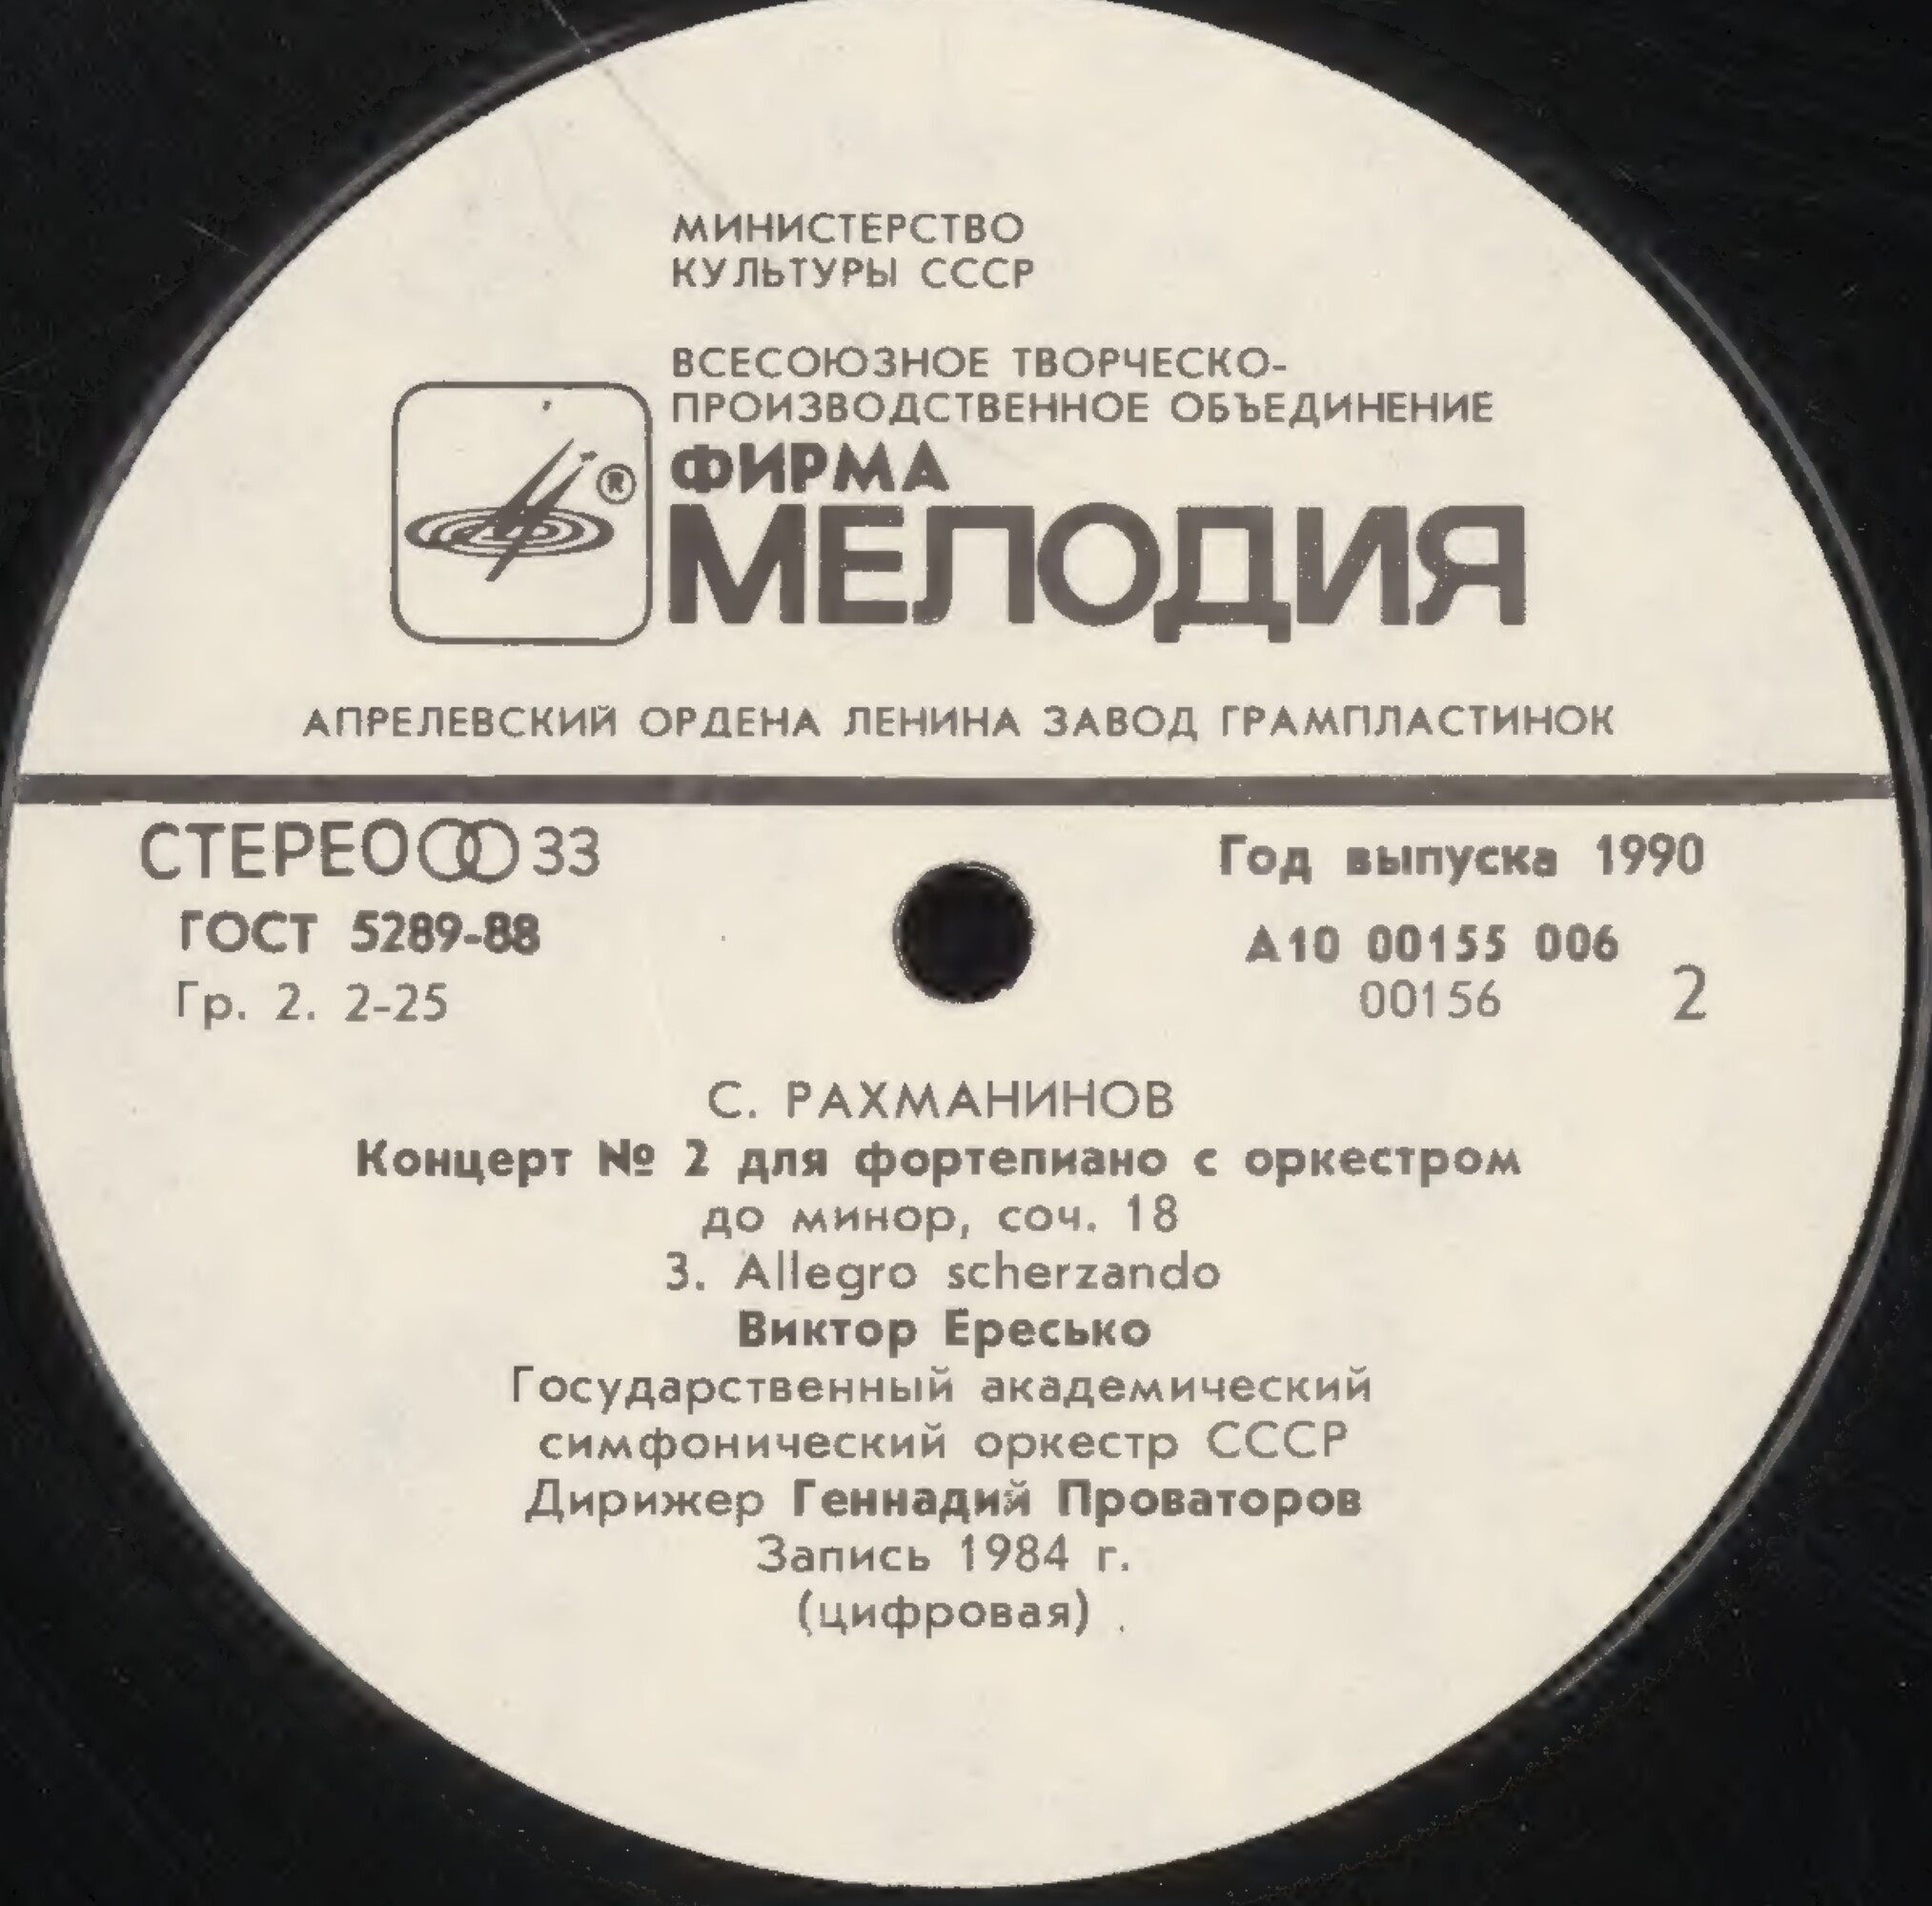 МИНИСТЕРСТВО
КУЛЬТУРЫ СССР
ВСЕСОЮЗНОЕ ТВОРЧЕСКО-
ПРОИЗВОДСТВЕННОЕ ОБЪЕДИНЕНИЕ
®
ФИРМА
МЕЛОДИЯ
АПРЕЛЕВСКИЙ ОРДЕНА ЛЕНИНА ЗАВОД ГРАМПЛАСТИНОК
СТЕРЕО 33
Год выпуска 1990
ГОСТ 5289-88
А10 00155 006
Гр. 2. 2-25
00156 2
С. РАХМАНИНОВ
Концерт № 2 для фортепиано с оркестром
до минор, соч. 18
3. Allegro scherzando
Виктор Ересько
Государственный академический
симфонический оркестр СССР
Дирижер Геннадий Проваторов
Запись 1984 г.
(цифровая)